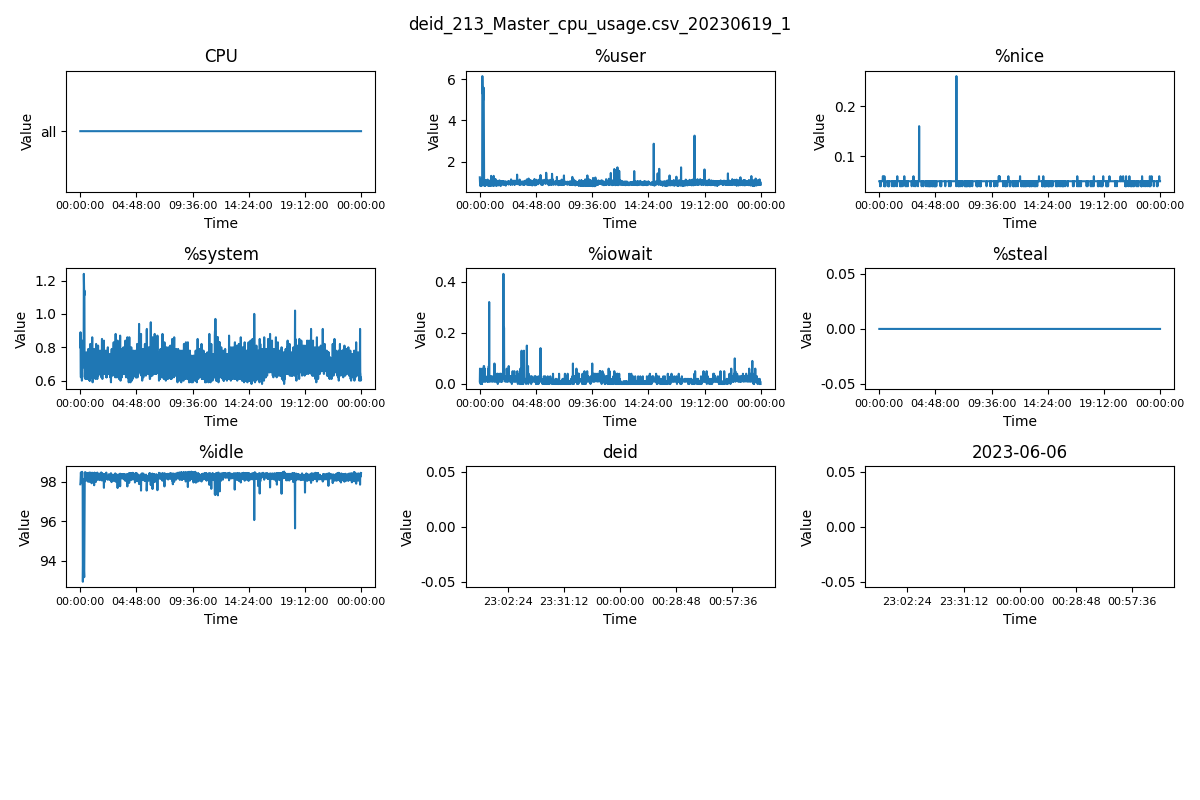 deid_213_Master_cpu_usage.csv_20230619_1
CPU
%user
%nice
Value
all
00:00:00 04:48:00 09:36:00 14:24:00 19:12:00 00:00:00
Time
Value
6
4
2
00:00:00 04:48:00 09:36:00 14:24:00 19:12:00 00:00:00
Time
Value
0.2
0.1
00:00:00 04:48:00 09:36:00 14:24:00 19:12:00 00:00:00
Time
%system
%iowait
%steal
Value
1.2
1.0
0.8
0.6
00:00:00 04:48:00 09:36:00 14:24:00 19:12:00 00:00:00
Time
Value
0.4
0.2
0.0
00:00:00 04:48:00 09:36:00 14:24:00 19:12:00 00:00:00
Time
Value
0.05
0.00
-0.05
00:00:00 04:48:00 09:36:00 14:24:00 19:12:00 00:00:00
Time
%idle
deid
2023-06-06
Value
98
96
94
00:00:00 04:48:00 09:36:00 14:24:00 19:12:00 00:00:00
Time
Value
0.05
0.00
-0.05
23:02:24 23:31:12 00:00:00 00:28:48 00:57:36
Time
Value
0.05
0.00
-0.05
23:02:24 23:31:12 00:00:00 00:28:48 00:57:36
Time